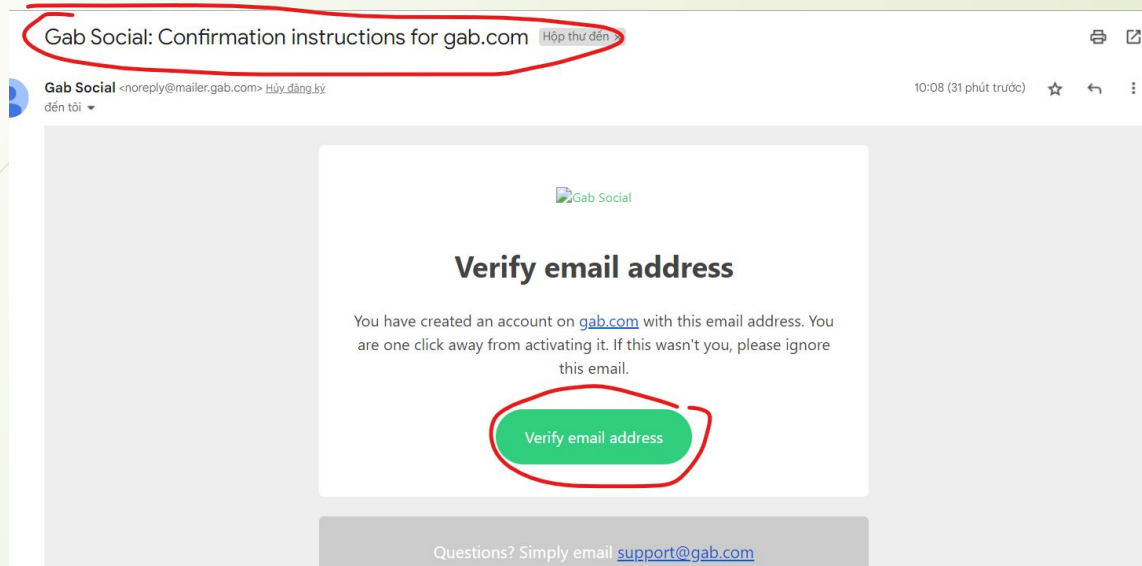 Gab Social: Confirmation instructions for gab.com Hộp thư đến x
Gab Social <noreply@mailer.gab.com> Hủy đăng ký
10:08 (31 phút trước)
đến tôi
Gab Social
Verify email address
You have created an account on gab.com with this email address. You
are one click away from activating it. If this wasn't you, please ignore
this email.
Verify email address
Questions? Simply email support@gab.com